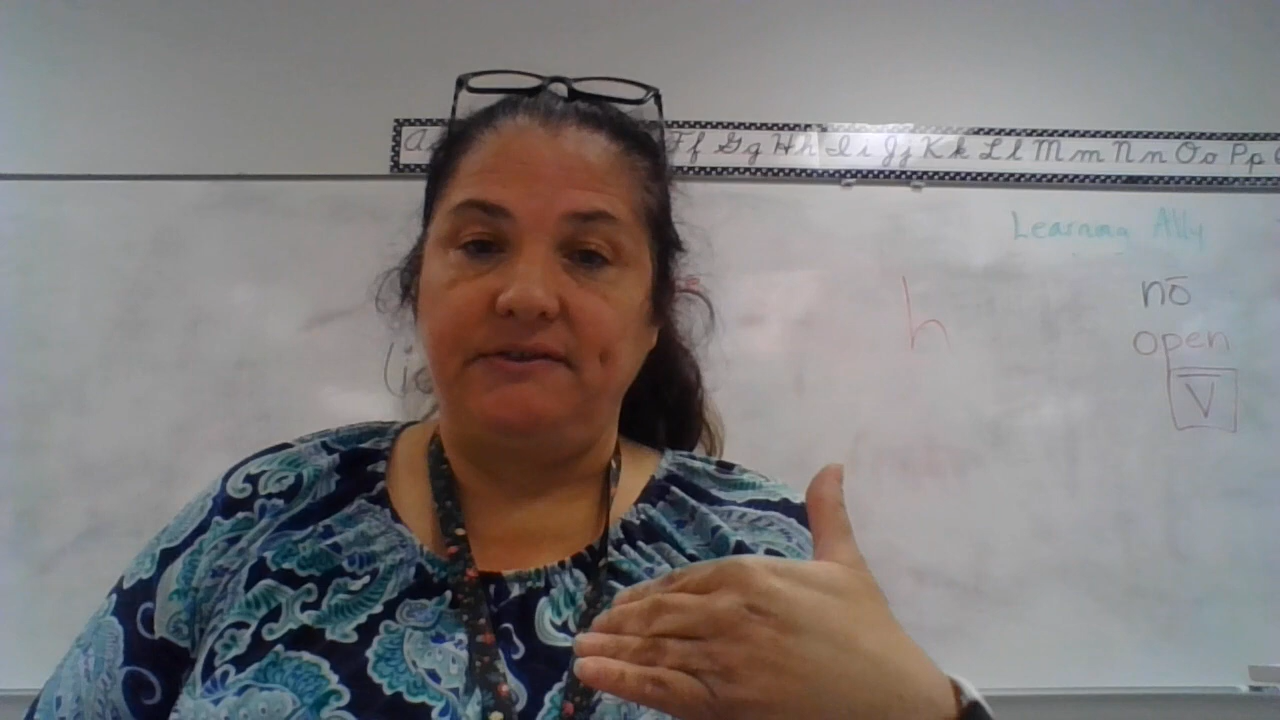 A Ff Gg Hh Ii Jj Kk Ll Mm Nn Oo Pp
Learning Ally
h
nō
open
V̅